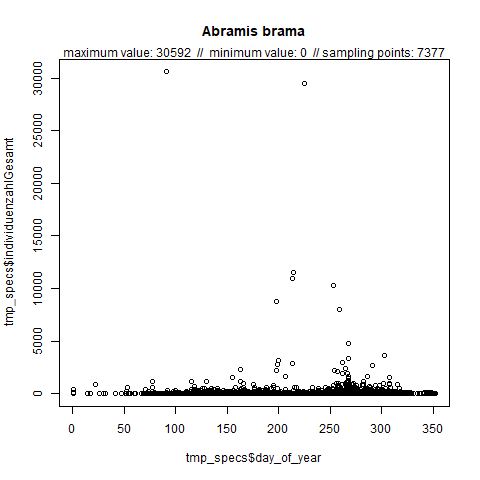 Abramis brama
maximum value: 30592 // minimum value: 0 // sampling points: 7377
tmp_specs$individuenzahlGesamt
30000
25000
20000
15000
10000
5000
0
0 50 100 150 200 250 300 350
tmp_specs$day_of_year